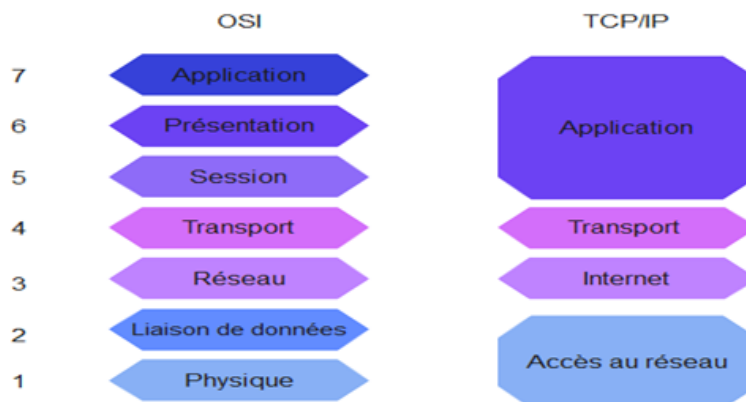 OSI TCP/IP
7 Application
6 Présentation Application
5 Session
4 Transport Transport
3 Réseau Internet
2 Liaison de données
Accès au réseau
1 Physique